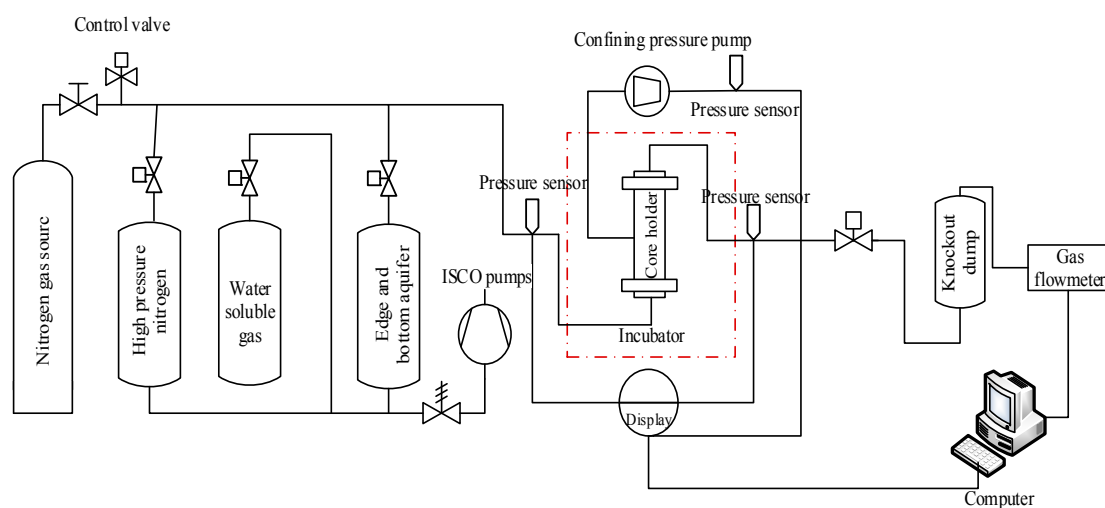 Control valve
Confining pressure pump
Pressure sensor
Pressure sensor
Pressure sensor
Nitrogen gas sourc
High pressure
nitrogen
Water
soluble
gas
Edge and
bottom aquifer
ISCO pumps
Core holder
Incubator
Knockout
dump
Gas
flowmeter
Display
Computer